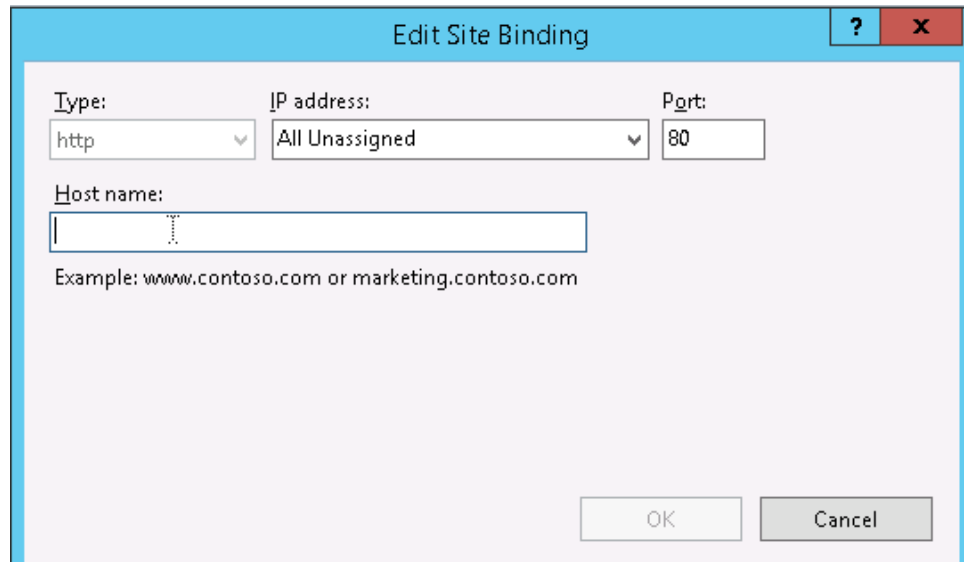 Edit Site Binding
?
x
Type:
IP address:
Port:
http
All Unassigned
80
Host name:
Example: www.contoso.com or marketing.contoso.com
OK
Cancel